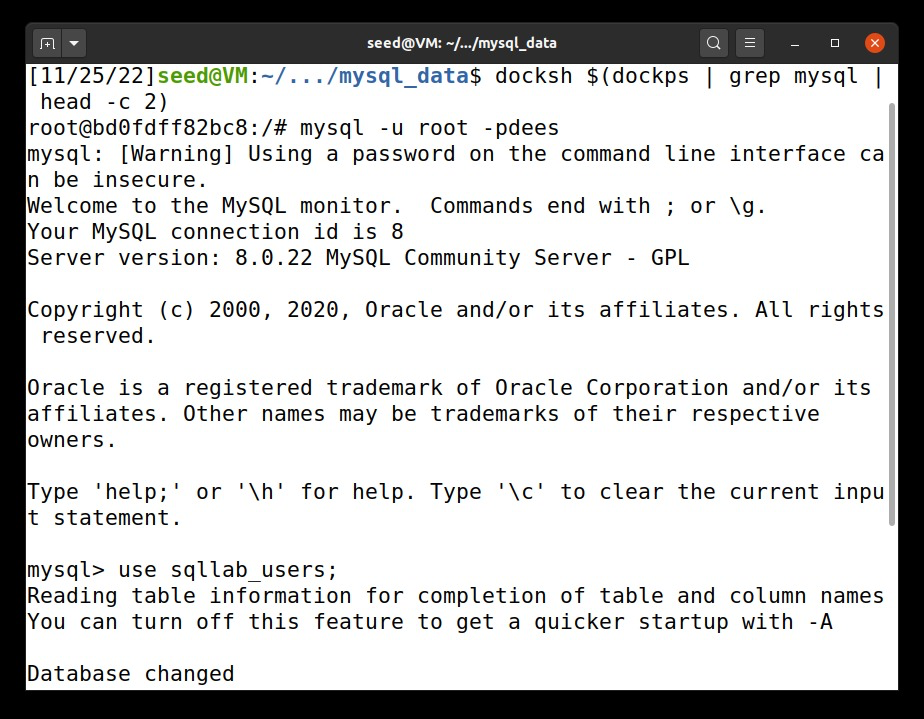 seed@VM: ~/.../mysql_data
[11/25/22]seed@VM:~/.../mysql_data$ docksh $(dockps | grep mysql |
 head -c 2)
root@bd0fdff82bc8:/# mysql -u root -pdees
mysql: [Warning] Using a password on the command line interface ca
n be insecure.
Welcome to the MySQL monitor.  Commands end with ; or \g.
Your MySQL connection id is 8
Server version: 8.0.22 MySQL Community Server - GPL

Copyright (c) 2000, 2020, Oracle and/or its affiliates. All rights
 reserved.

Oracle is a registered trademark of Oracle Corporation and/or its
affiliates. Other names may be trademarks of their respective
owners.

Type 'help;' or '\h' for help. Type '\c' to clear the current inpu
t statement.

mysql> use sqllab_users;
Reading table information for completion of table and column names
You can turn off this feature to get a quicker startup with -A

Database changed